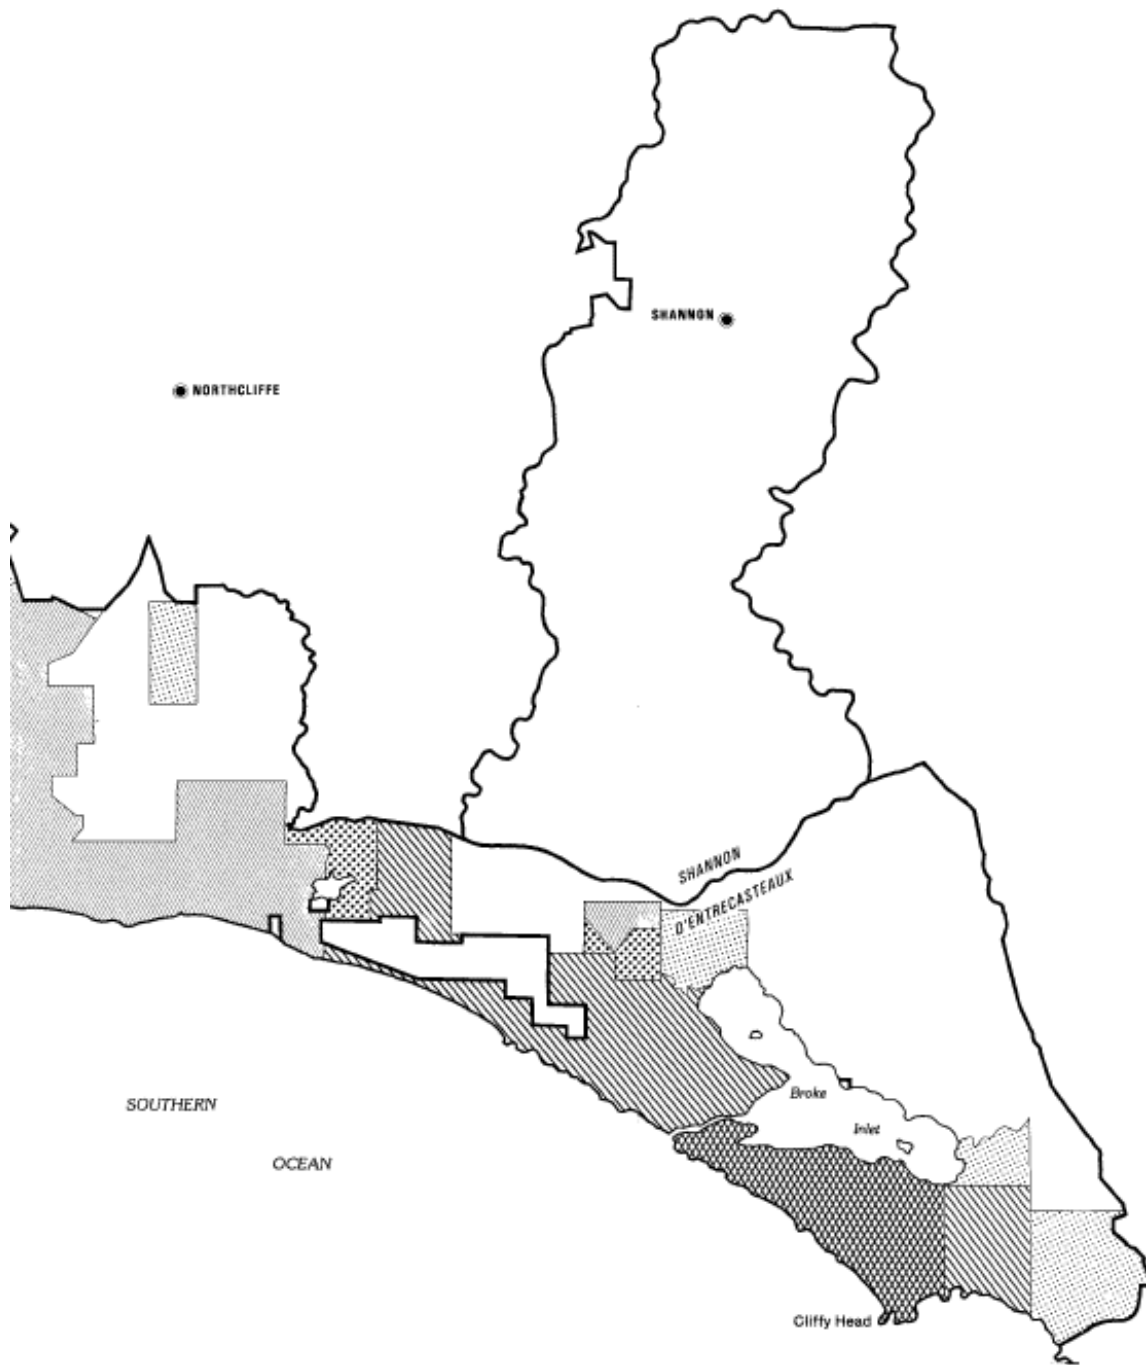 SHANNON
NORTHCLIFFE
SHANNON
D'ENTRECASTEAUX
Broke
Inlet
SOUTHERN
OCEAN
Cliffy Head